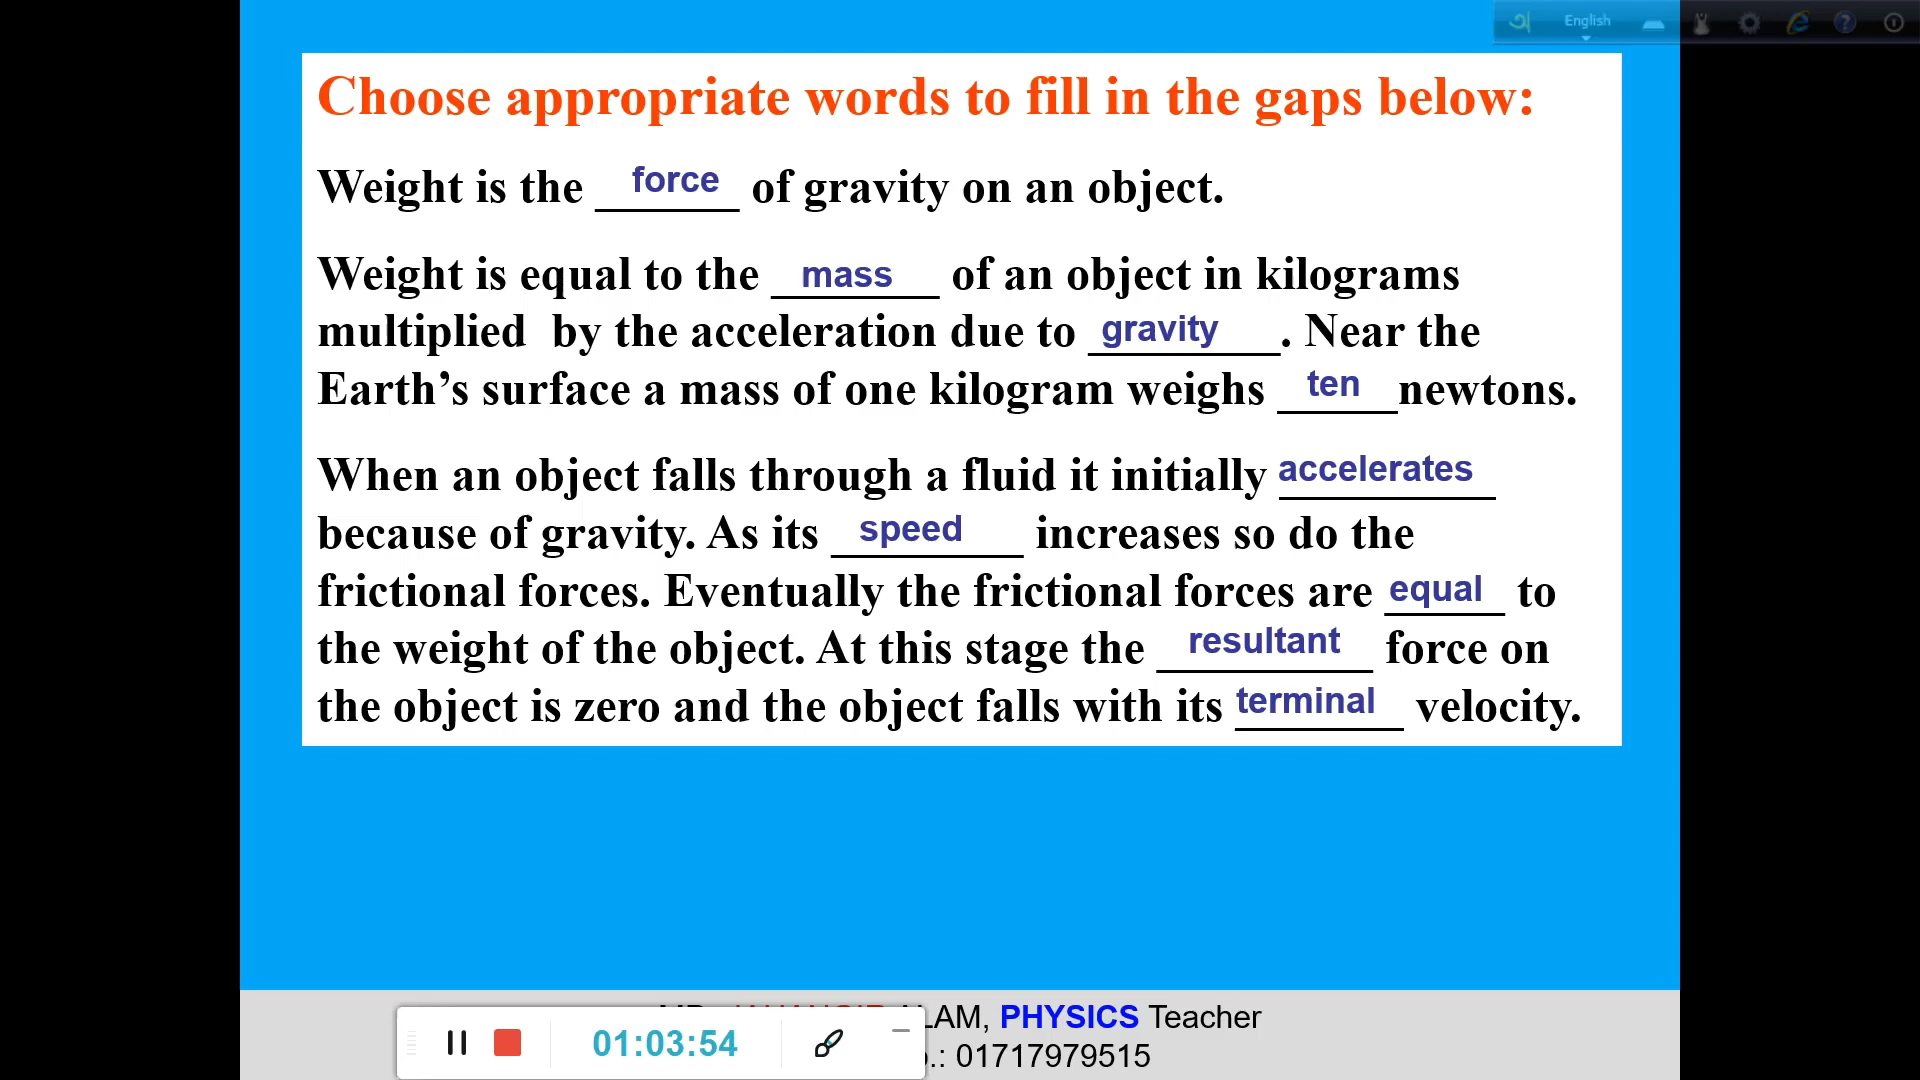 English
Choose appropriate words to fill in the gaps below:
Weight is the force of gravity on an object.
Weight is equal to the mass of an object in kilograms
multiplied by the acceleration due to gravity. Near the
Earth’s surface a mass of one kilogram weighs ten newtons.
When an object falls through a fluid it initially accelerates
because of gravity. As its speed increases so do the
frictional forces. Eventually the frictional forces are equal to
the weight of the object. At this stage the resultant force on
the object is zero and the object falls with its terminal velocity.
PHYSICS Teacher
01717979515
01:03:54